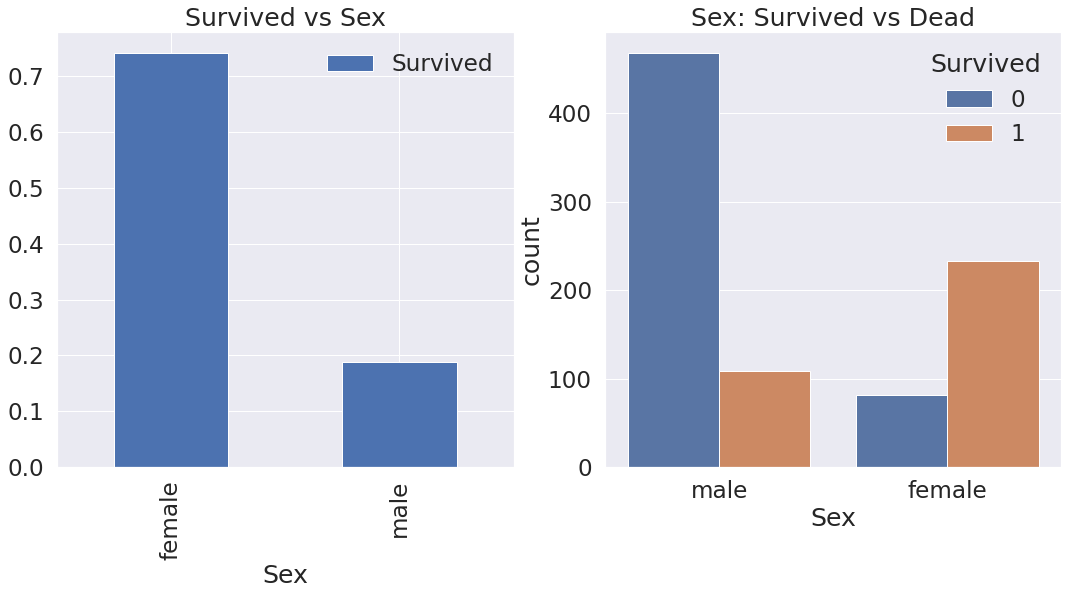 Survived vs Sex
Survived
0.7
0.6
0.5
0.4
0.3
0.2
0.1
0.0
female
male
Sex
Sex: Survived vs Dead
Survived
0
1
400
300
200
100
0
count
male
female
Sex